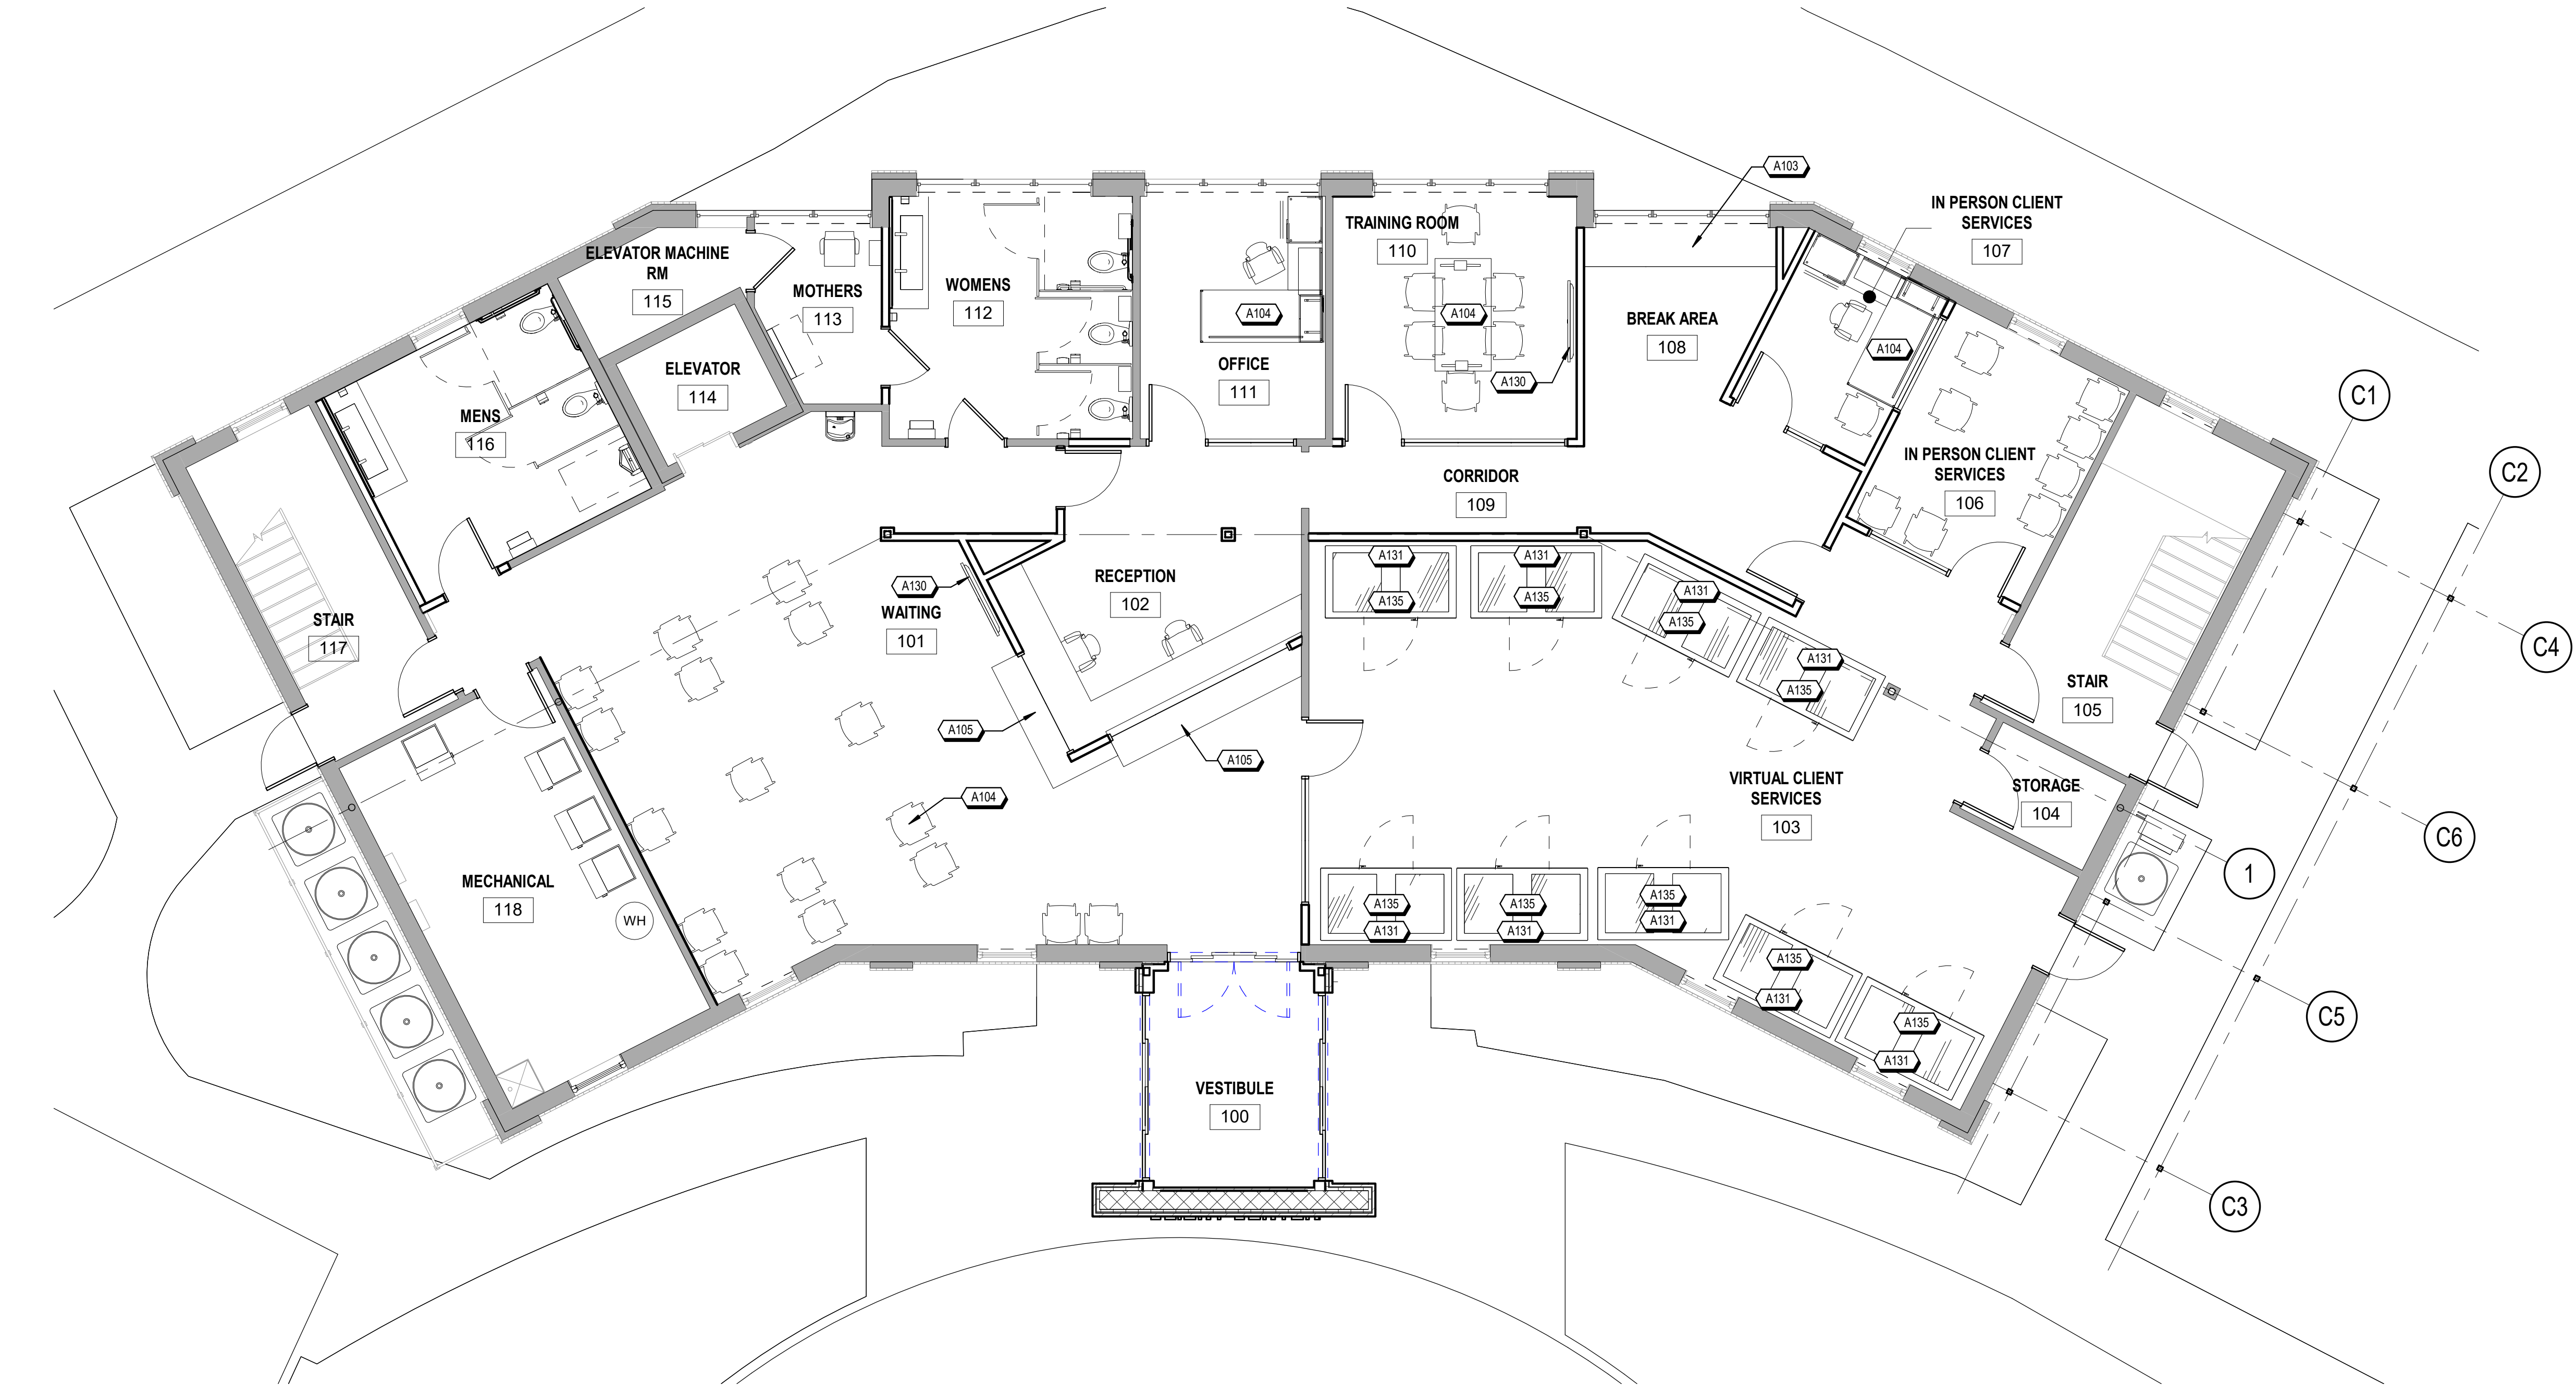 A103
IN PERSON CLIENT
SERVICES
107
TRAINING ROOM
110
ELEVATOR MACHINE
RM
115
MOTHERS
113
WOMENS
112
A104
A104
BREAK AREA
108
A104
OFFICE
111
A130
ELEVATOR
114
MENS
116
C1
C2
IN PERSON CLIENT
SERVICES
106
CORRIDOR
109
A131
A135
A131
A135
A131
A135
A131
A135
A130
WAITING
101
RECEPTION
102
STAIR
117
C4
STAIR
105
A105
A105
A104
VIRTUAL CLIENT
SERVICES
103
STORAGE
104
C6
1
MECHANICAL
118
WH
A135
A131
A135
A131
A135
A131
A135
A131
A135
A131
C5
VESTIBULE
100
C3